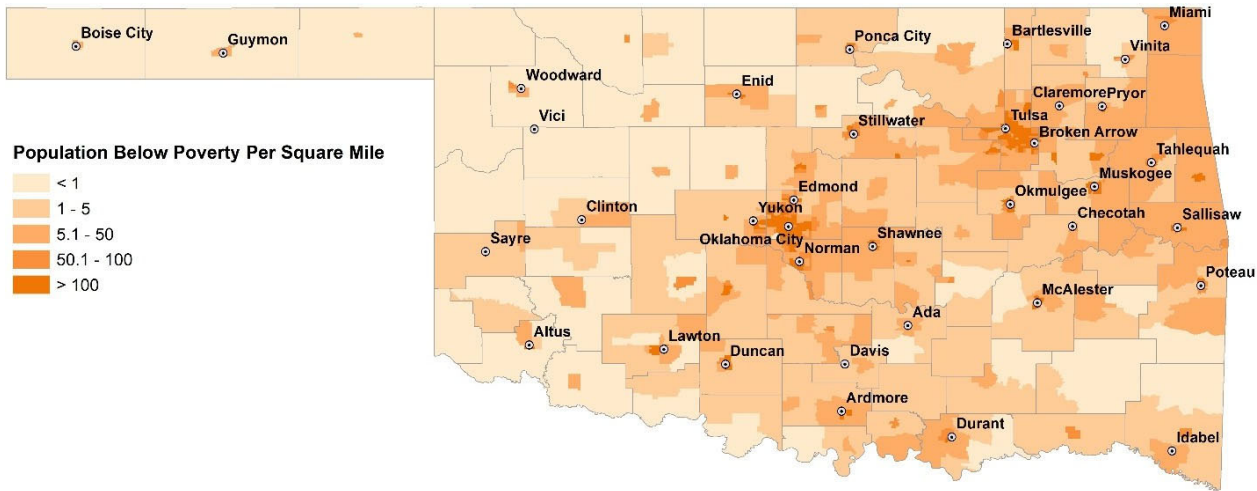 Miami
Boise City
Guymon
Ponca City
Bartlesville
Vinita
Woodward
Enid
Claremore
Pryor
Vici
Stillwater
Tulsa
Broken Arrow
Population Below Poverty Per Square Mile
Tahlequah
Muskogee
< 1
Edmond
Okmulgee
1 - 5
Clinton
Yukon
Checotah
Sallisaw
5.1 - 50
Sayre
Oklahoma City
Shawnee
50.1 - 100
Norman
> 100
Poteau
McAlester
Ada
Altus
Lawton
Duncan
Davis
Ardmore
Durant
Idabel